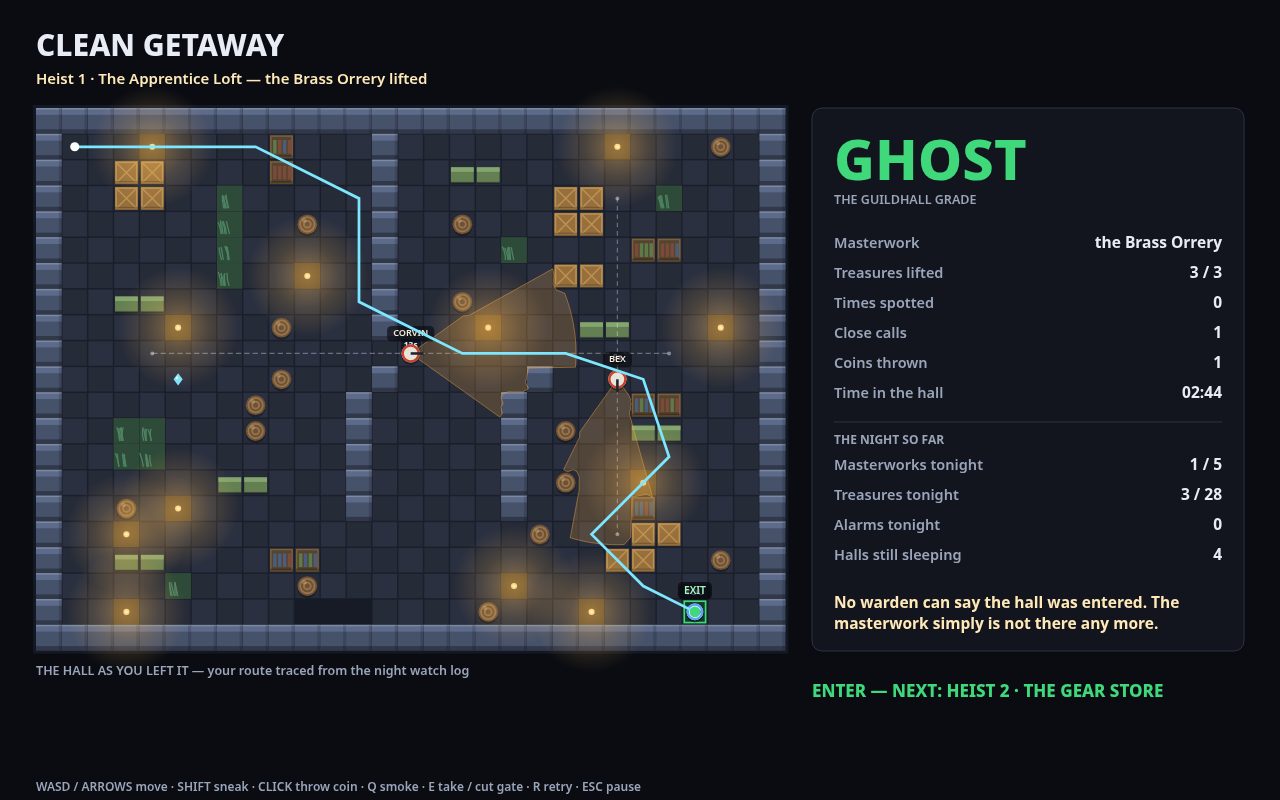 CLEAN GETAWAY
Heist 1 · The Apprentice Loft — the Brass Orrery lifted
CORVIN
BEX
EXIT
THE HALL AS YOU LEFT IT — your route traced from the night watch log
GHOST
THE GUILDHALL GRADE
Masterwork the Brass Orrery
Treasures lifted 3 / 3
Times spotted 0
Close calls 1
Coins thrown 1
Time in the hall 02:44
THE NIGHT SO FAR
Masterworks tonight 1 / 5
Treasures tonight 3 / 28
Alarms tonight 0
Halls still sleeping 4
No warden can say the hall was entered. The
masterwork simply is not there any more.
ENTER — NEXT: HEIST 2 · THE GEAR STORE
WASD / ARROWS move · SHIFT sneak · CLICK throw coin · Q smoke · E take / cut gate · R retry · ESC pause